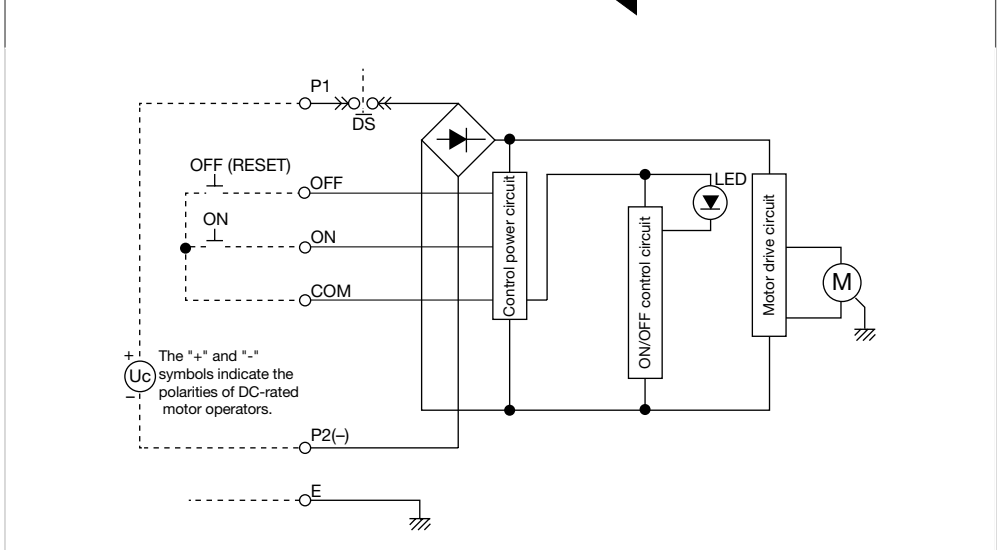 P1
DS
OFF (RESET)
OFF
ON
ON
COM
Control power circuit
ON/OFF control circuit
LED
Motor drive circuit
M
+
Uc
–
The "+" and "-"
symbols indicate the
polarities of DC-rated
motor operators.
P2(–)
E